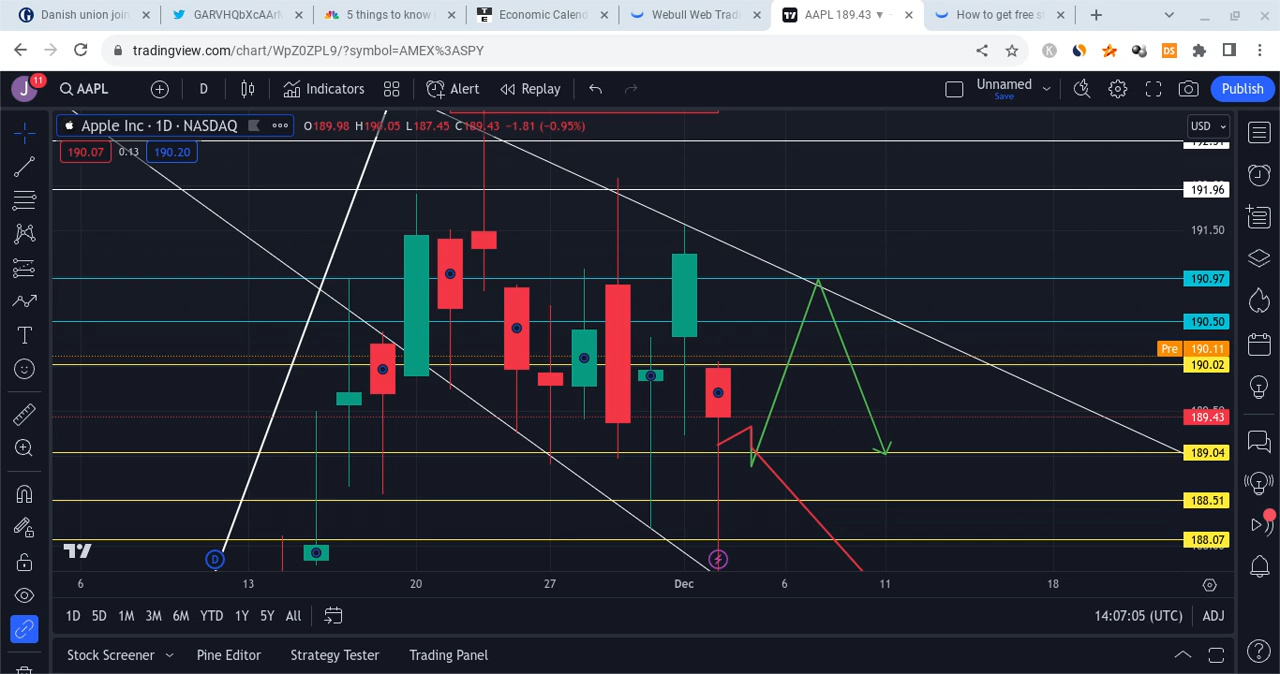 Danish union join
GARVHQbXcAArN
5 things to know
Economic Calend
Webull Web Tradi
AAPL 189.43 ▼
How to get free st
tradingview.com/chart/WpZ0ZPL9/?symbol=AMEX%3ASPY
K
DS
J
11
AAPL
D
Indicators
Alert
Replay
Unnamed
Save
Publish
Apple Inc · 1D · NASDAQ
O189.98 H190.05 L187.45 C189.43 −1.81 (−0.95%)
USD
190.07 0.13 190.20
191.96
191.50
190.97
190.50
Pre 190.11
190.02
189.43
189.04
188.51
188.07
D
6 13 20 27 Dec 6 11 18
1D 5D 1M 3M 6M YTD 1Y 5Y All
14:07:05 (UTC) ADJ
Stock Screener Pine Editor Strategy Tester Trading Panel